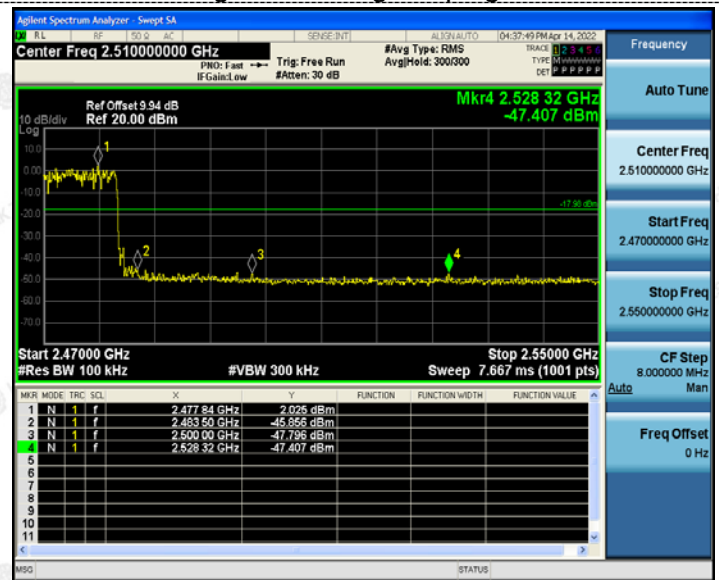 Agilent Spectrum Analyzer - Swept SA
RL RF 50 Ω AC SENSE:INT ALIGNAUTO 04:37:49 PM Apr 14, 2022
Center Freq 2.510000000 GHz
PNO: Fast
IFGain:Low
Trig: Free Run
#Atten: 30 dB
#Avg Type: RMS
Avg|Hold: 300/300
TRACE 1 2 3 4 5 6
TYPE M W W W W W
DET P P P P P P
Ref Offset 9.94 dB
10 dB/div Ref 20.00 dBm
Log
Mkr4 2.528 32 GHz
-47.407 dBm
10.0
0.00
-10.0
-20.0
-30.0
-40.0
-50.0
-60.0
-70.0
1
2
3
4
-17.98 dBm
Start 2.47000 GHz Stop 2.55000 GHz
#Res BW 100 kHz #VBW 300 kHz Sweep 7.667 ms (1001 pts)
MKR MODE TRC SCL X Y FUNCTION FUNCTION WIDTH FUNCTION VALUE
1 N 1 f 2.477 84 GHz 2.025 dBm
2 N 1 f 2.483 50 GHz -45.856 dBm
3 N 1 f 2.500 00 GHz -47.796 dBm
4 N 1 f 2.528 32 GHz -47.407 dBm
5
6
7
8
9
10
11
MSG STATUS
Frequency
Auto Tune
Center Freq
2.510000000 GHz
Start Freq
2.470000000 GHz
Stop Freq
2.550000000 GHz
CF Step
8.000000 MHz
Auto Man
Freq Offset
0 Hz